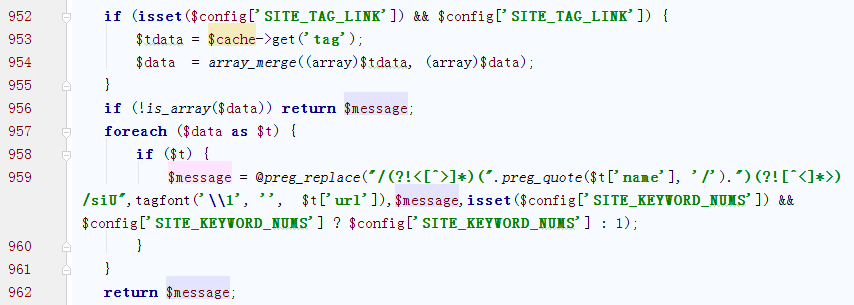 952 if (isset($config['SITE_TAG_LINK']) && $config['SITE_TAG_LINK']) {
953 $tdata = $cache->get('tag');
954 $data  = array_merge((array)$tdata, (array)$data);
955 }
956 if (!is_array($data)) return $message;
957 foreach ($data as $t) {
958 if ($t) {
959 $message = @preg_replace("/(?!<[^>]*)(".preg_quote($t['name'], '/').")(?![^<]*>)
/siU",tagfont('\\1', '',  $t['url']),$message,isset($config['SITE_KEYWORD_NUMS']) &&
$config['SITE_KEYWORD_NUMS'] ? $config['SITE_KEYWORD_NUMS'] : 1);
960 }
961 }
962 return $message;